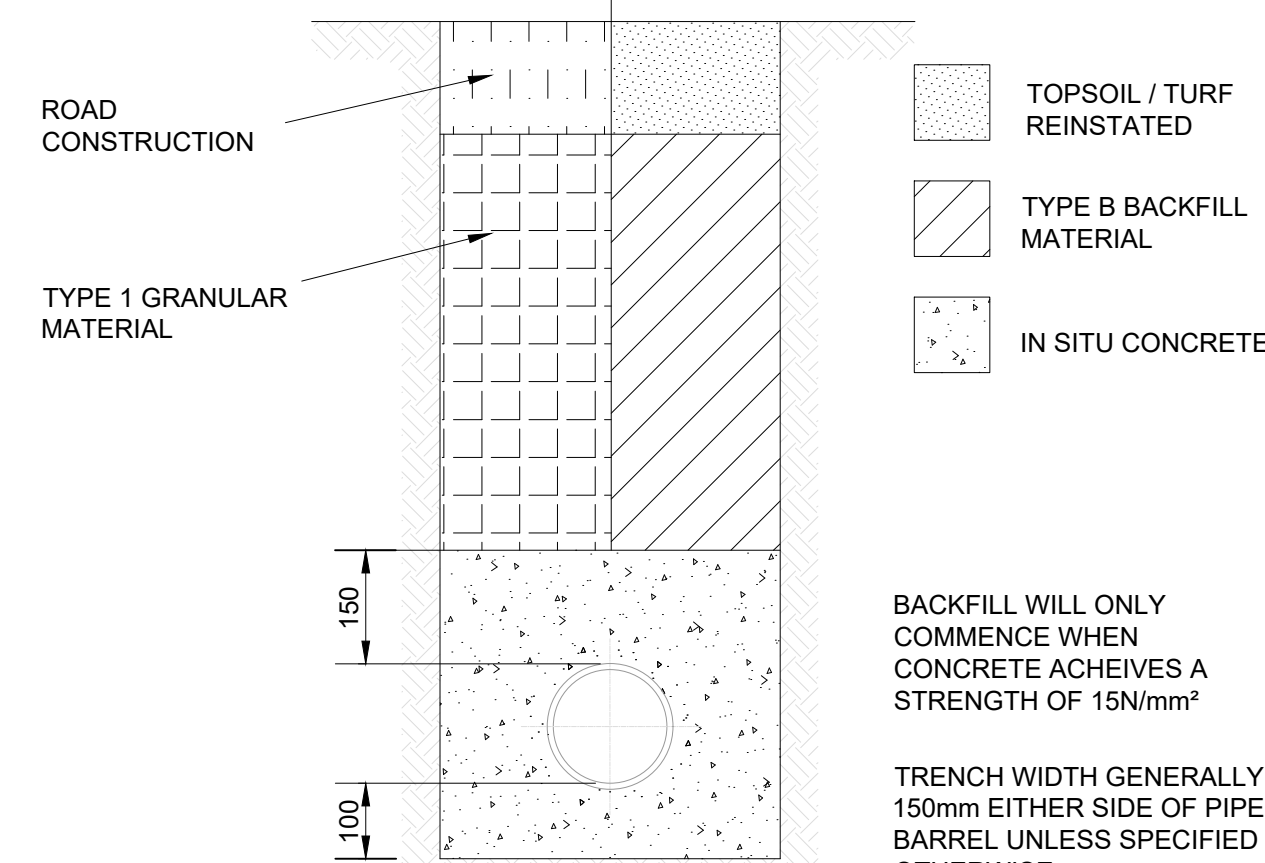 ROAD
CONSTRUCTION
TYPE 1 GRANULAR
MATERIAL
150
100
TOPSOIL / TURF
REINSTATED
TYPE B BACKFILL
MATERIAL
IN SITU CONCRETE
BACKFILL WILL ONLY
COMMENCE WHEN
CONCRETE ACHEIVES A
STRENGTH OF 15N/mm²
TRENCH WIDTH GENERALLY
150mm EITHER SIDE OF PIPE
BARREL UNLESS SPECIFIED